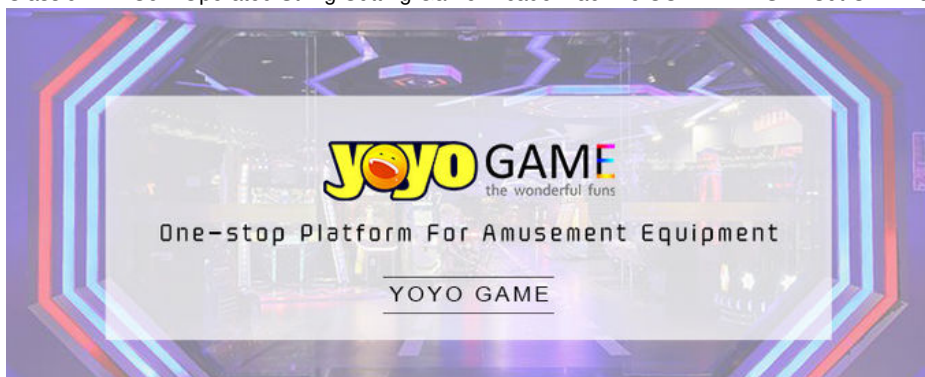 YOYO GAME
the wonderful funs
One-stop Platform For Amusement Equipment
YOYO GAME